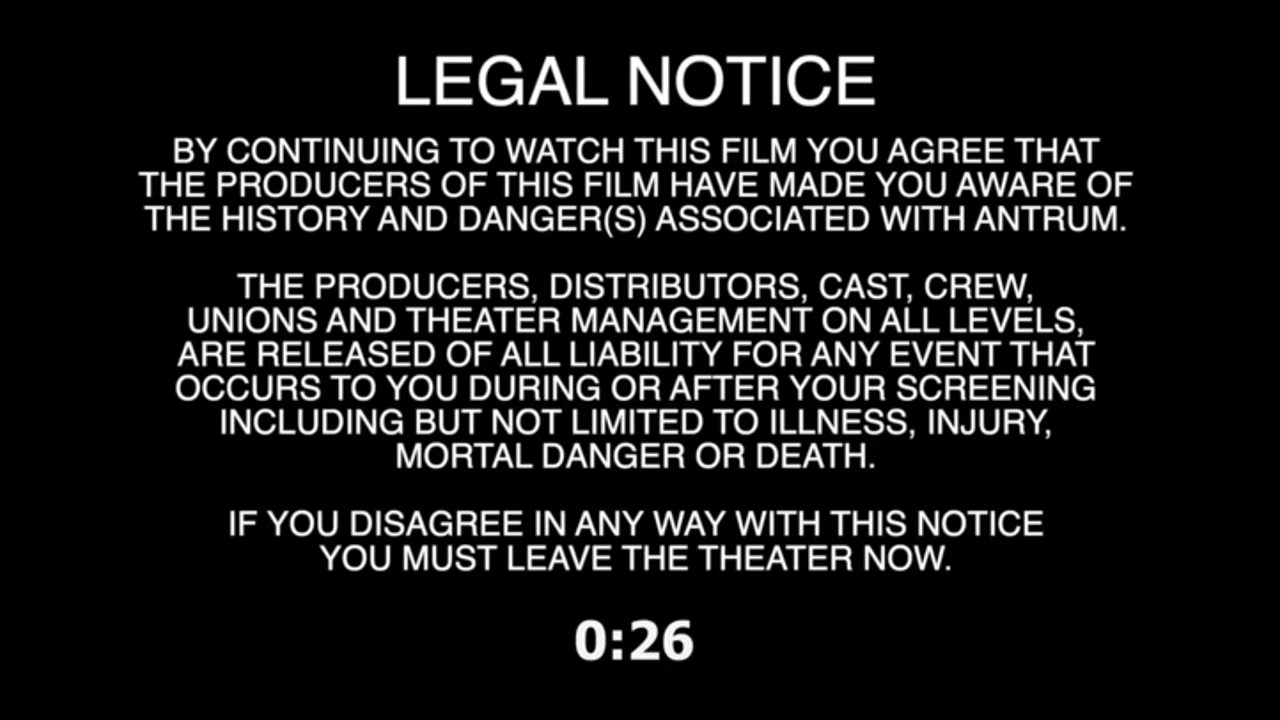 LEGAL NOTICE
BY CONTINUING TO WATCH THIS FILM YOU AGREE THAT
THE PRODUCERS OF THIS FILM HAVE MADE YOU AWARE OF
THE HISTORY AND DANGER(S) ASSOCIATED WITH ANTRUM.
THE PRODUCERS, DISTRIBUTORS, CAST, CREW,
UNIONS AND THEATER MANAGEMENT ON ALL LEVELS,
ARE RELEASED OF ALL LIABILITY FOR ANY EVENT THAT
OCCURS TO YOU DURING OR AFTER YOUR SCREENING
INCLUDING BUT NOT LIMITED TO ILLNESS, INJURY,
MORTAL DANGER OR DEATH.
IF YOU DISAGREE IN ANY WAY WITH THIS NOTICE
YOU MUST LEAVE THE THEATER NOW.
0:26